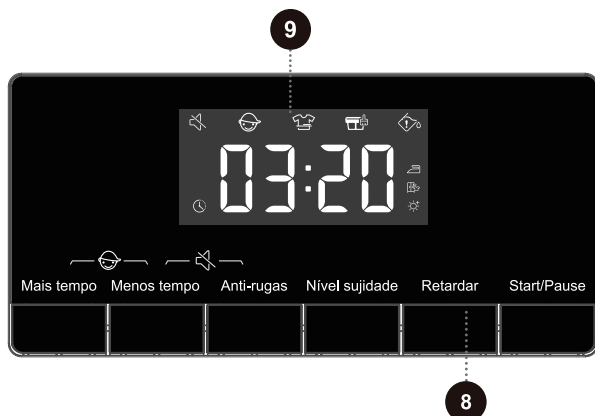 9
03:20
Mais tempo Menos tempo Anti-rugas Nível sujidade Retardar Start/Pause
8